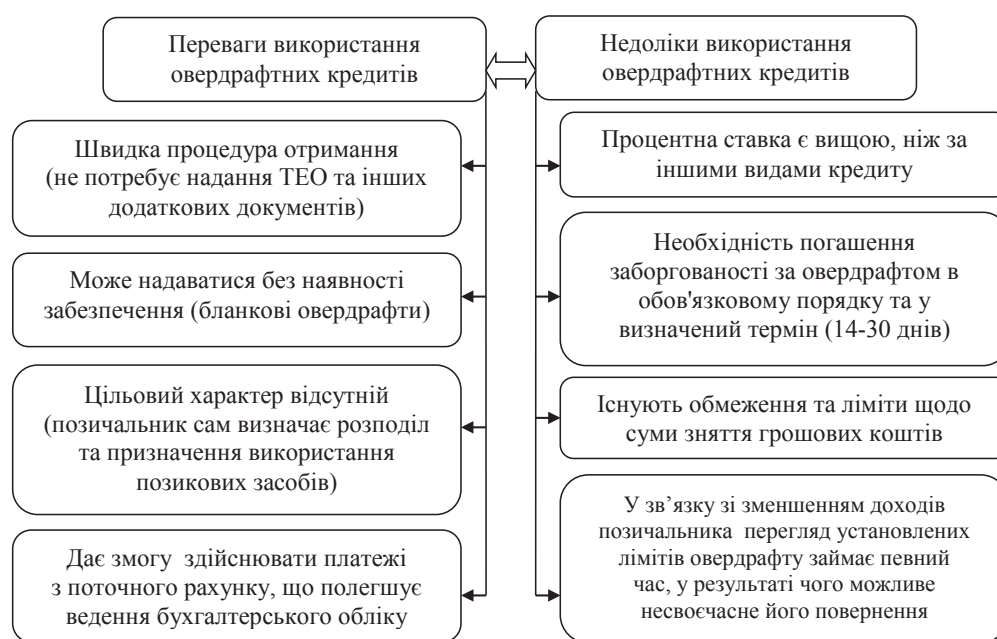 Переваги використання
овердрафтних кредитів
Швидка процедура отримання
(не потребує надання ТЕО та інших
додаткових документів)
Може надаватися без наявності
забезпечення (бланкові овердрафти)
Цільовий характер відсутній
(позичальник сам визначає розподіл
та призначення використання
позикових засобів)
Дає змогу здійснювати платежі
з поточного рахунку, що полегшує
ведення бухгалтерського обліку
Недоліки використання
овердрафтних кредитів
Процентна ставка є вищою, ніж за
іншими видами кредиту
Необхідність погашення
заборгованості за овердрафтом в
обов'язковому порядку та у
визначений термін (14-30 днів)
Існують обмеження та ліміти щодо
суми зняття грошових коштів
У зв’язку зі зменшенням доходів
позичальника перегляд установлених
лімітів овердрафту займає певний
час, у результаті чого можливе
несвоєчасне його повернення